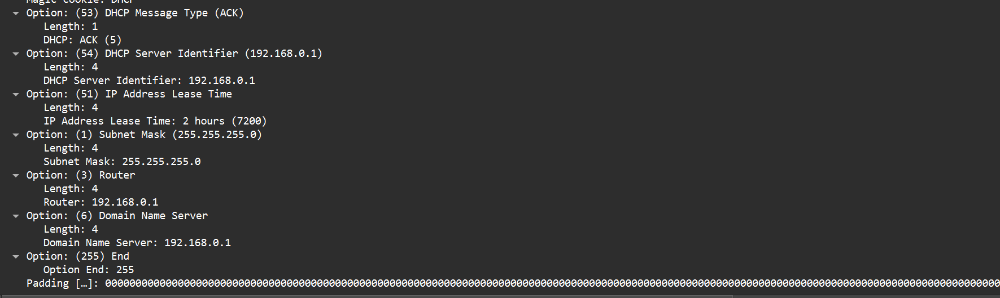 Magic Cookie: DHCP
Option: (53) DHCP Message Type (ACK)
Length: 1
DHCP: ACK (5)
Option: (54) DHCP Server Identifier (192.168.0.1)
Length: 4
DHCP Server Identifier: 192.168.0.1
Option: (51) IP Address Lease Time
Length: 4
IP Address Lease Time: 2 hours (7200)
Option: (1) Subnet Mask (255.255.255.0)
Length: 4
Subnet Mask: 255.255.255.0
Option: (3) Router
Length: 4
Router: 192.168.0.1
Option: (6) Domain Name Server
Length: 4
Domain Name Server: 192.168.0.1
Option: (255) End
Option End: 255
Padding […]: